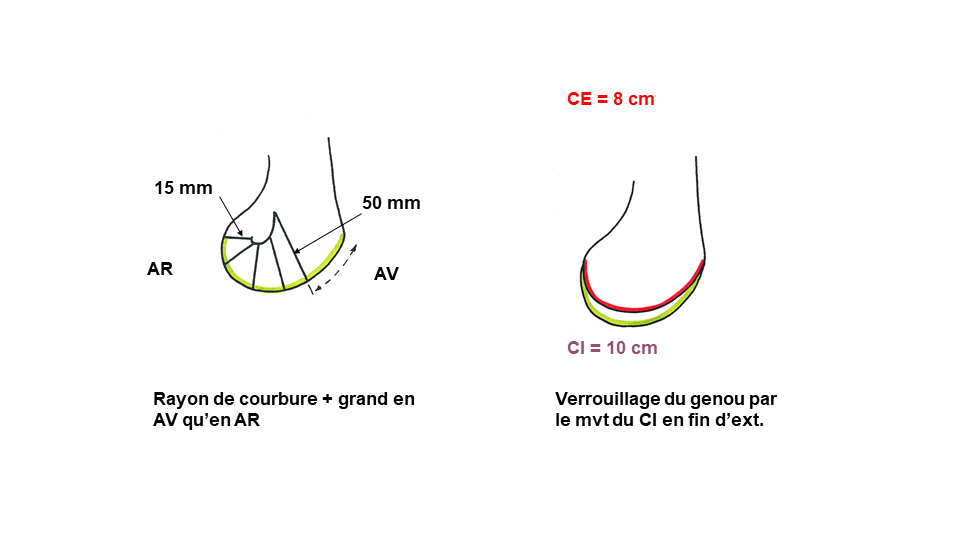 CE = 8 cm
15 mm
50 mm
AR
AV
CI = 10 cm
Rayon de courbure + grand en
AV qu’en AR
Verrouillage du genou par
le mvt du CI en fin d’ext.